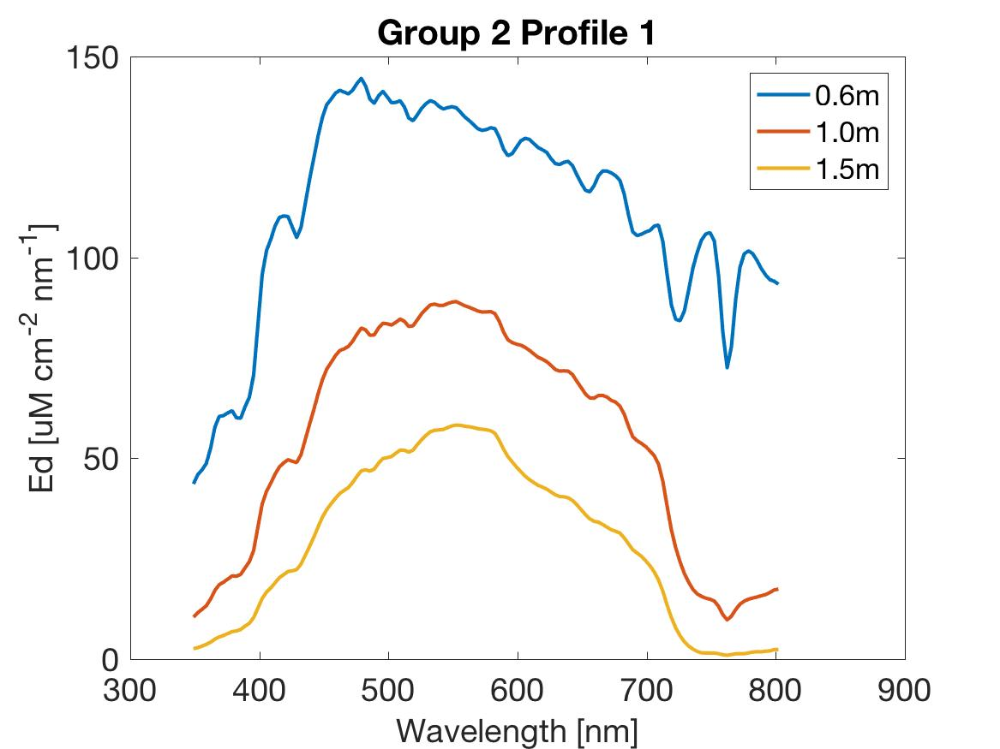 Group 2 Profile 1
150
100
50
0
Ed [uM cm⁻² nm⁻¹]
0.6m
1.0m
1.5m
300 400 500 600 700 800 900
Wavelength [nm]